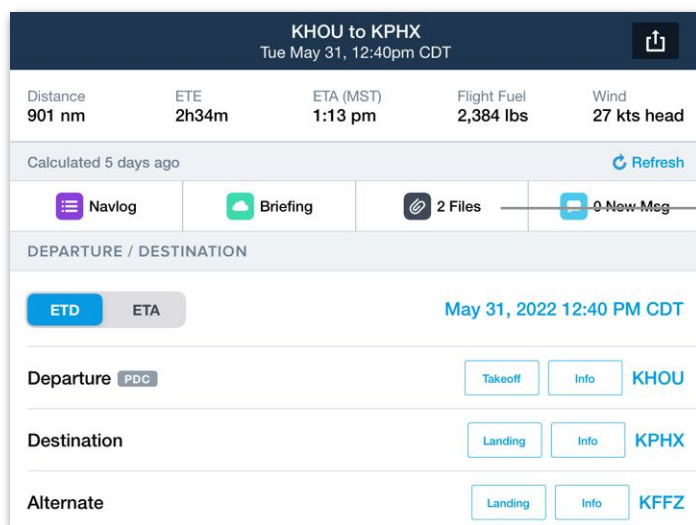 KHOU to KPHX
Tue May 31, 12:40pm CDT
Distance ETE ETA (MST) Flight Fuel Wind
901 nm 2h34m 1:13 pm 2,384 lbs 27 kts head
Calculated 5 days ago Refresh
Navlog Briefing 2 Files 0 New Msg
DEPARTURE / DESTINATION
ETD ETA May 31, 2022 12:40 PM CDT
Departure PDC Takeoff Info KHOU
Destination Landing Info KPHX
Alternate Landing Info KFFZ